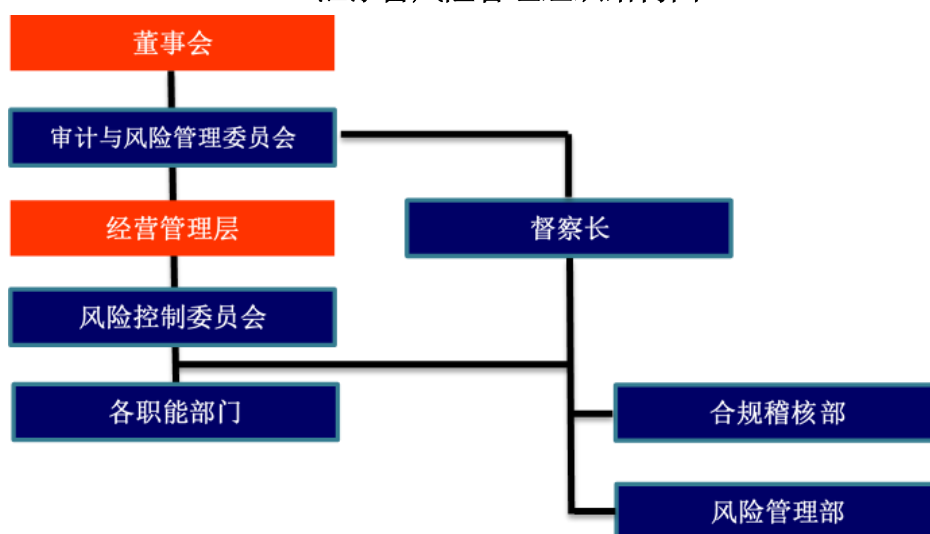 董事会
审计与风险管理委员会
经营管理层
督察长
风险控制委员会
各职能部门
合规稽核部
风险管理部